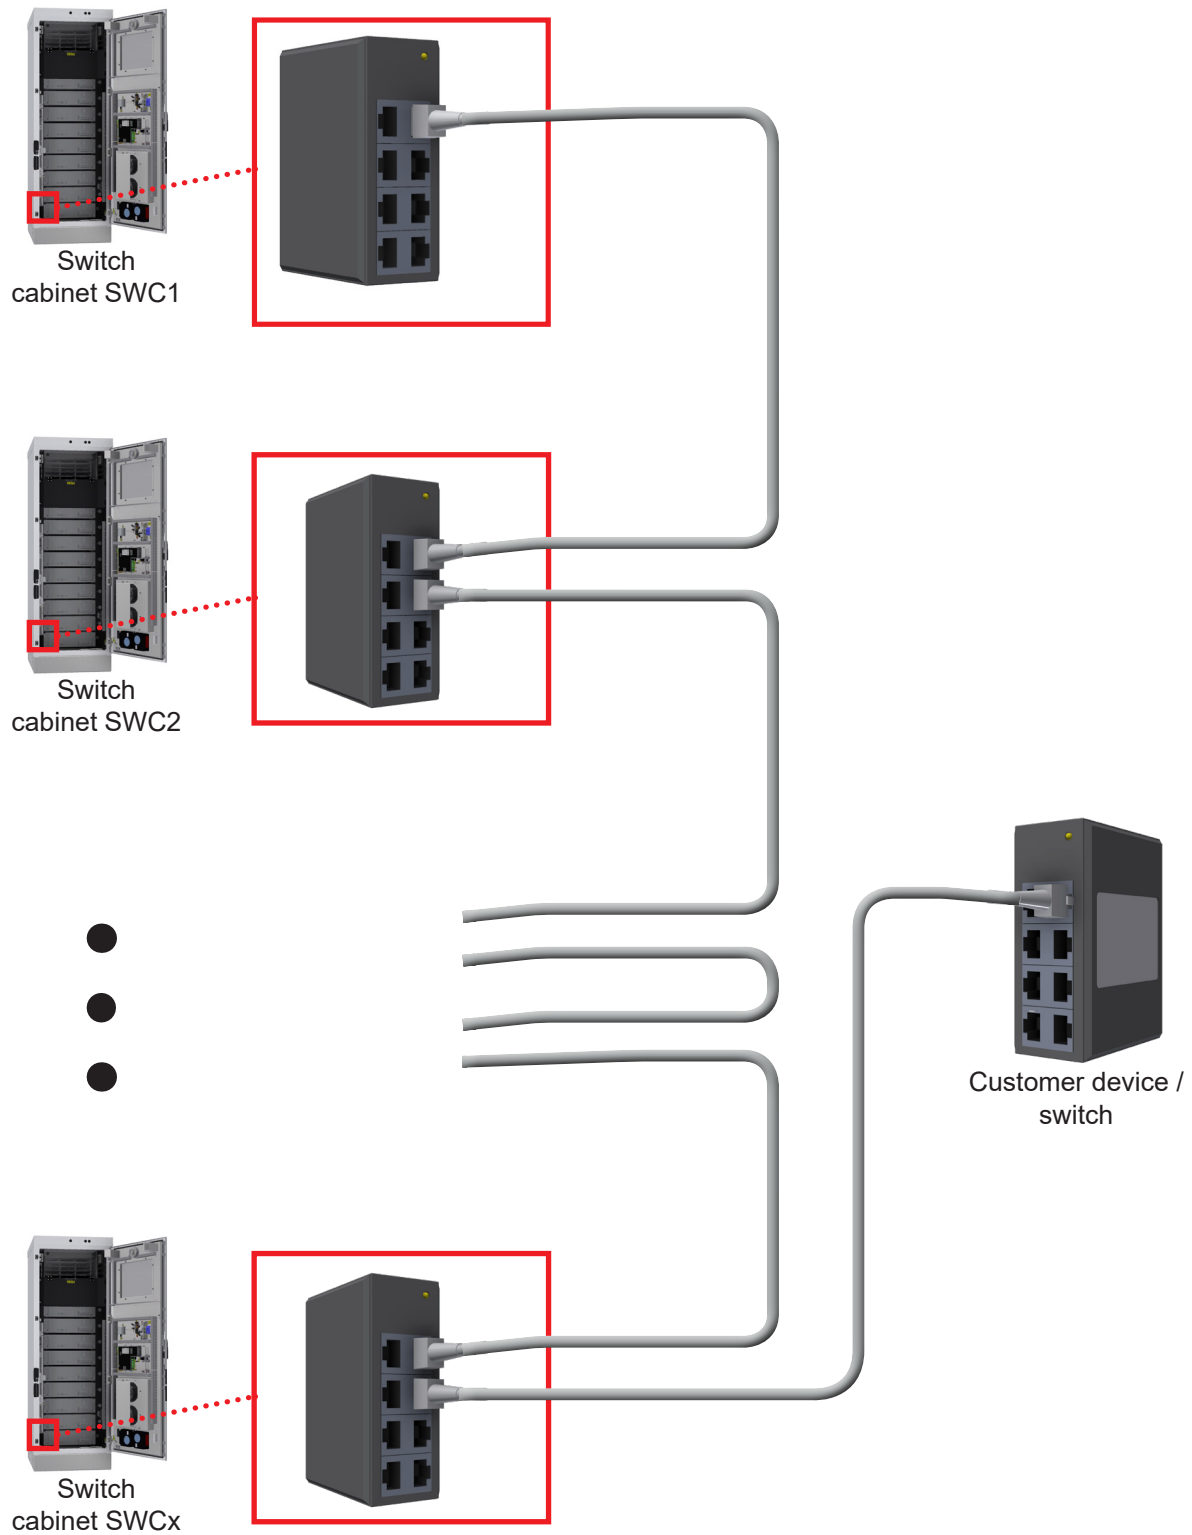 Switch
cabinet SWC1
Switch
cabinet SWC2
Customer device /
switch
Switch
cabinet SWCx